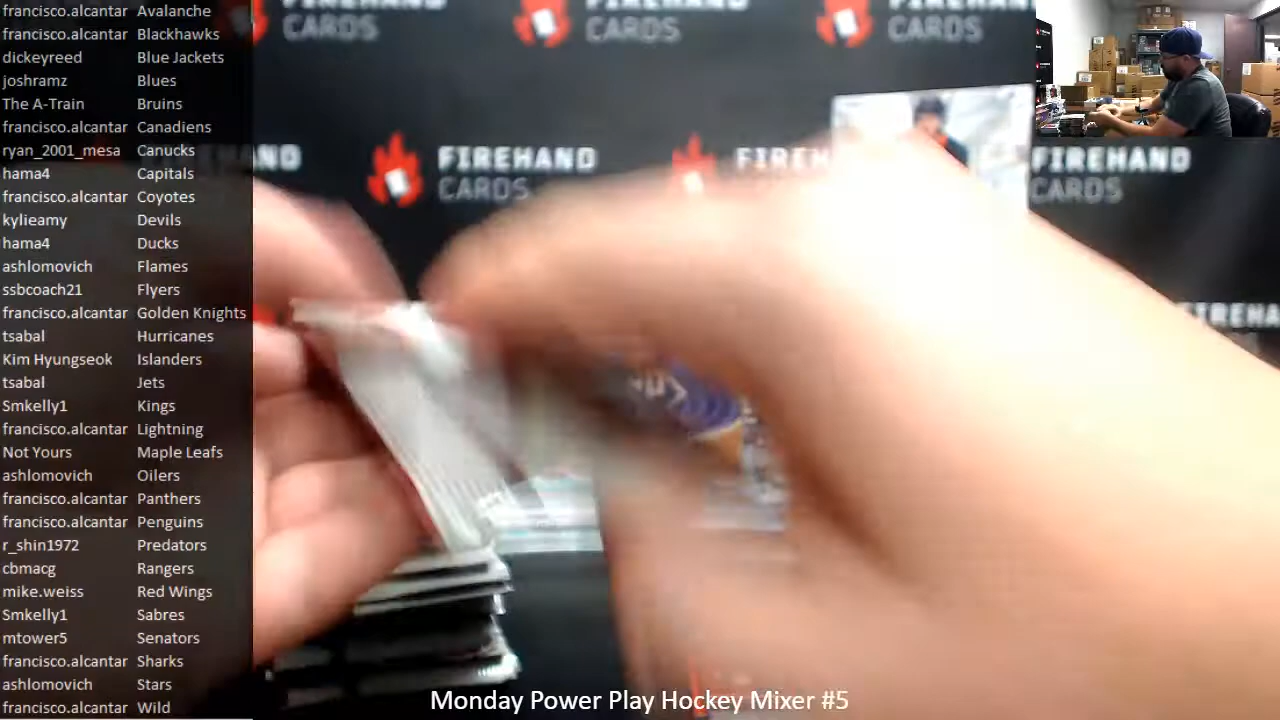 francisco.alcantar Avalanche
francisco.alcantar Blackhawks
dickeyreed Blue Jackets
joshramz Blues
The A-Train Bruins
francisco.alcantar Canadiens
ryan_2001_mesa Canucks
hama4 Capitals
francisco.alcantar Coyotes
kylieamy Devils
hama4 Ducks
ashlomovich Flames
ssbcoach21 Flyers
francisco.alcantar Golden Knights
tsabal Hurricanes
Kim Hyungseok Islanders
tsabal Jets
Smkelly1 Kings
francisco.alcantar Lightning
Not Yours Maple Leafs
ashlomovich Oilers
francisco.alcantar Panthers
francisco.alcantar Penguins
r_shin1972 Predators
cbmacg Rangers
mike.weiss Red Wings
Smkelly1 Sabres
mtower5 Senators
francisco.alcantar Sharks
ashlomovich Stars
francisco.alcantar Wild
FIREHAND
CARDS
FIREHAND
CARDS
FIREHAN
CARDS
AND
FIREHAND
CARDS
FIREHA
FIREHAND
CARDS
FIREHA
Monday Power Play Hockey Mixer #5